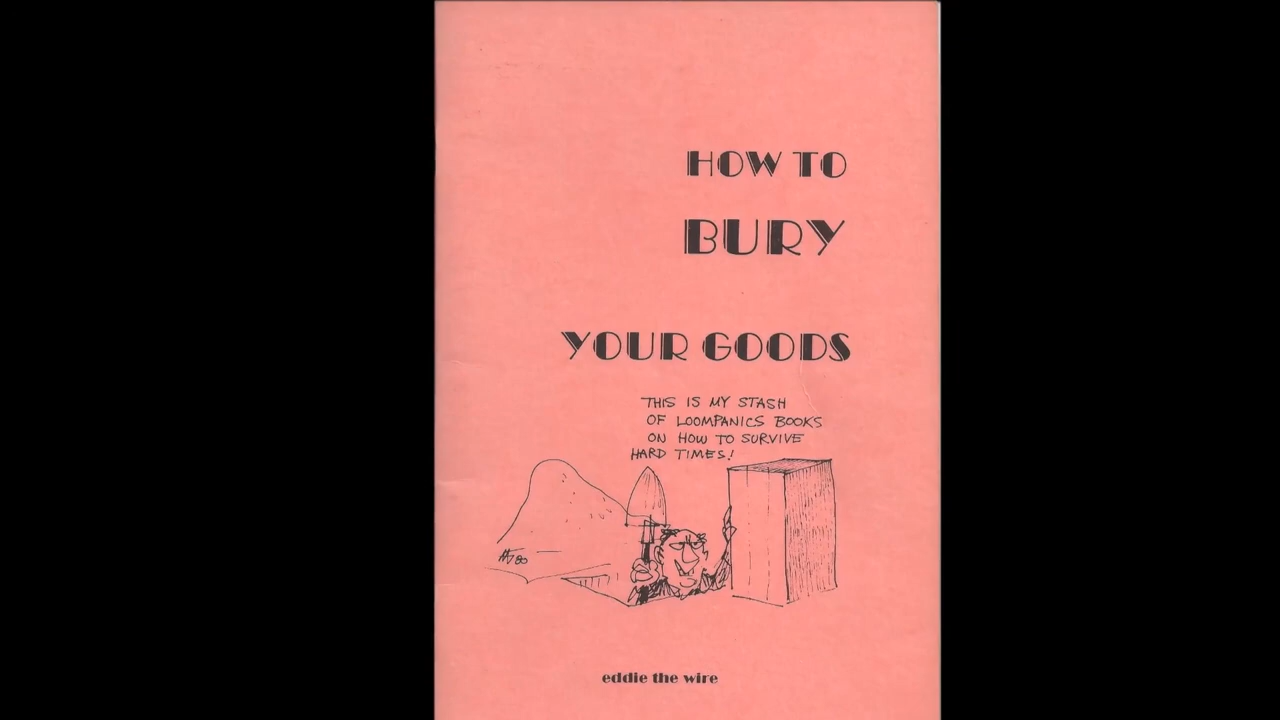 HOW TO
BURY
YOUR GOODS
THIS IS MY STASH
OF LOOMPANICS BOOKS
ON HOW TO SURVIVE
HARD TIMES!
eddie the wire